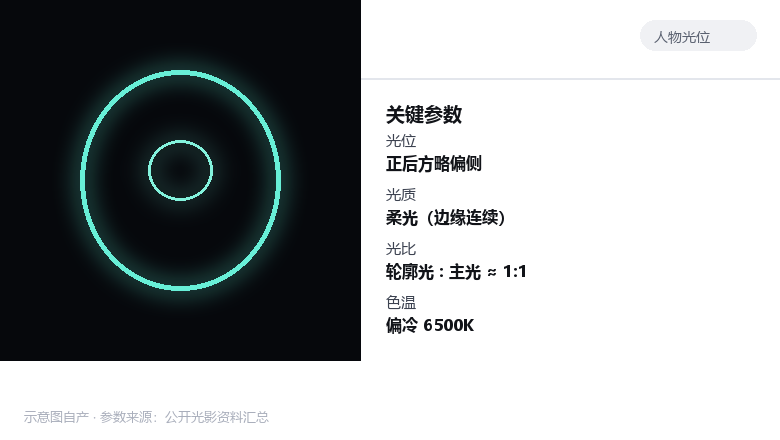 人物光位
关键参数
光位
正后方略偏侧
光质
柔光（边缘连续）
光比
轮廓光：主光 ≈ 1:1
色温
偏冷 6500K
示意图自产 · 参数来源：公开光影资料汇总